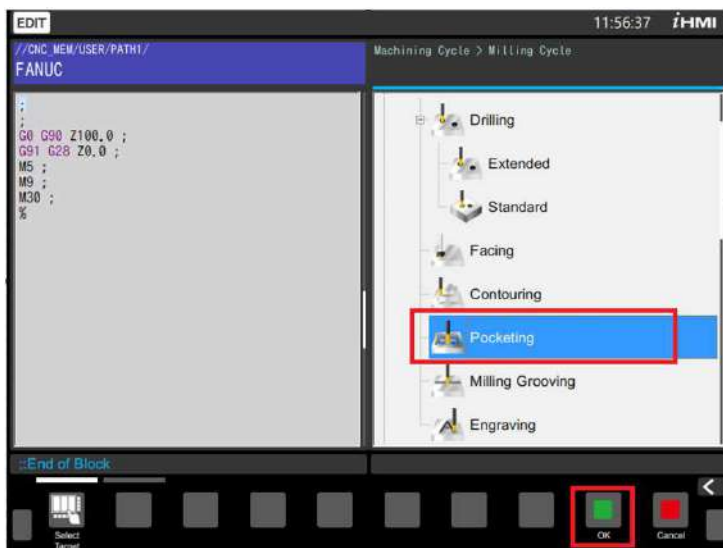 EDIT
11:56:37 iHMI
//CNC_MEM/USER/PATH1/
FANUC
Machining Cycle > Milling Cycle
;
;
G0 G90 Z100.0 ;
G91 G28 Z0.0 ;
M5 ;
M9 ;
M30 ;
%
Drilling
Extended
Standard
Facing
Contouring
Pocketing
Milling Grooving
Engraving
::End of Block
Select
Target
OK
Cancel